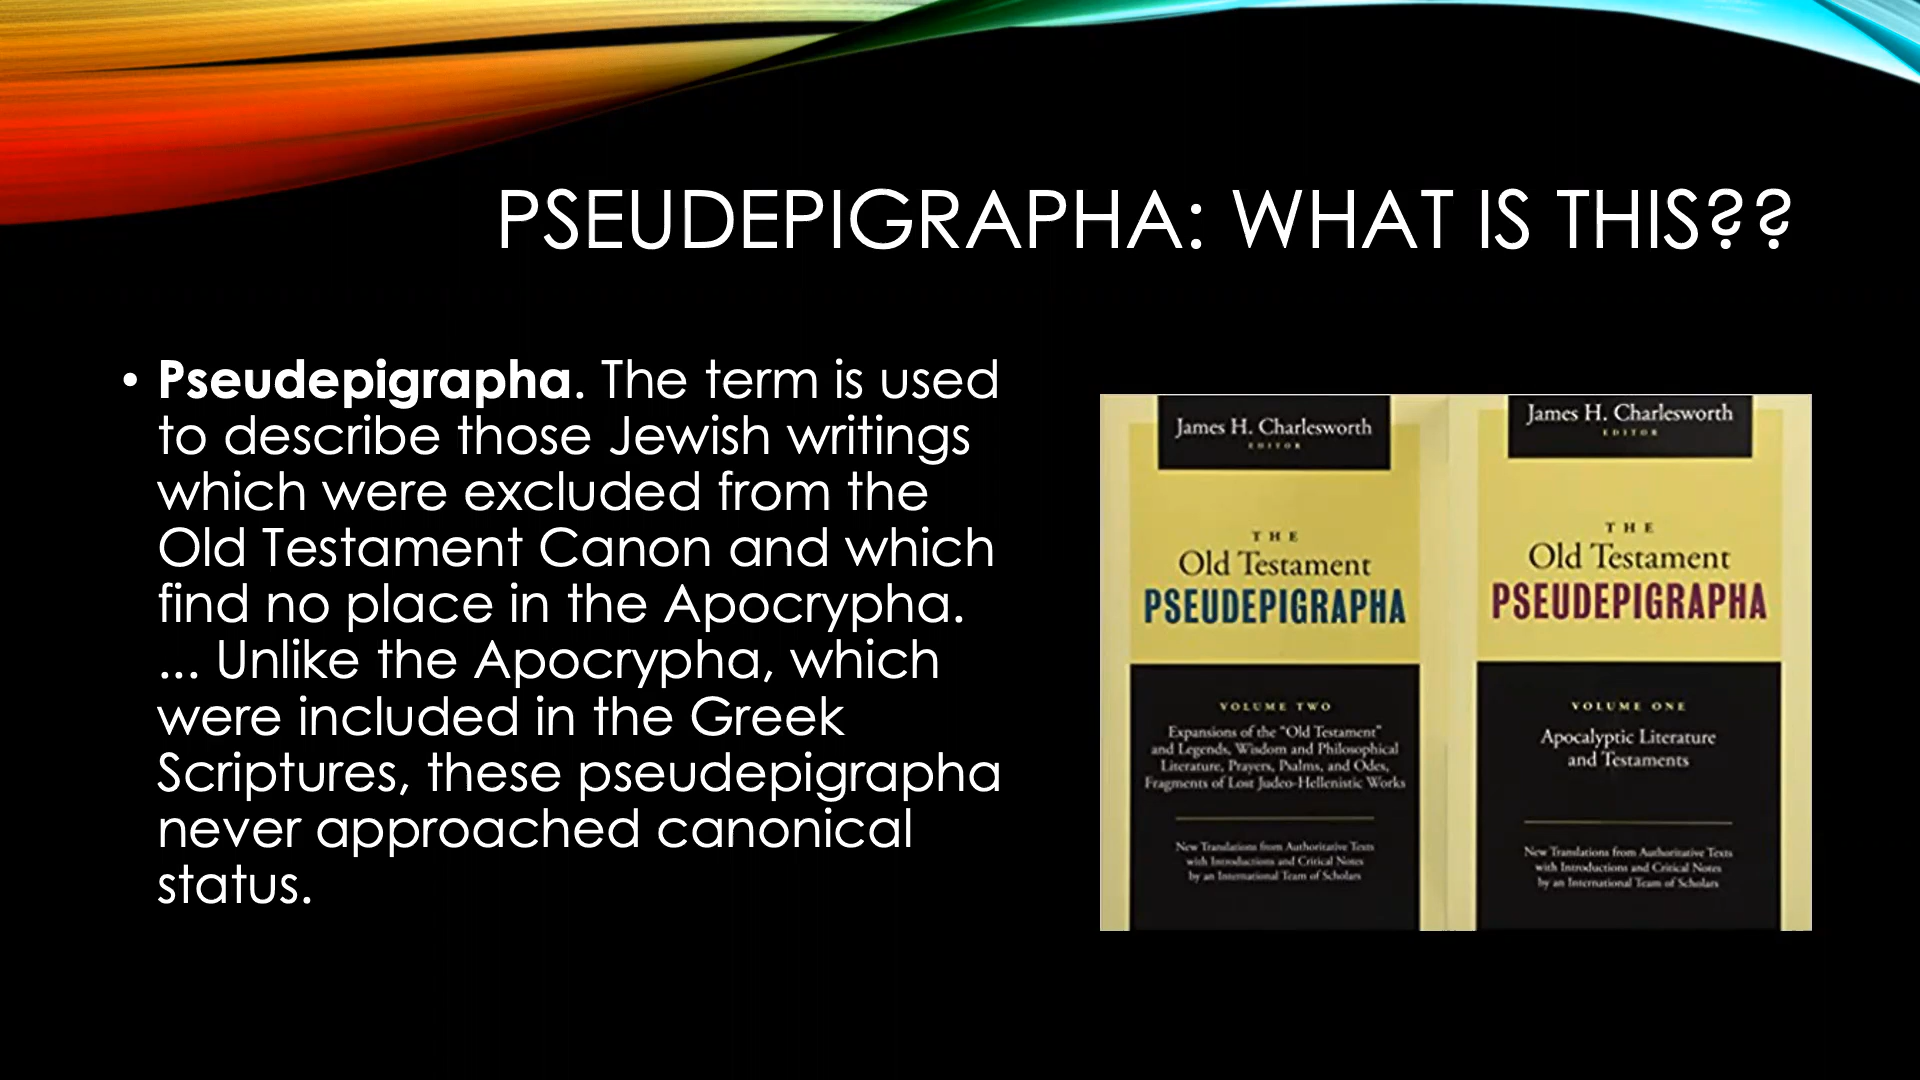 PSEUDEPIGRAPHA: WHAT IS THIS??
• Pseudepigrapha. The term is used
to describe those Jewish writings
which were excluded from the
Old Testament Canon and which
find no place in the Apocrypha.
... Unlike the Apocrypha, which
were included in the Greek
Scriptures, these pseudepigrapha
never approached canonical
status.
James H. Charlesworth
EDITOR
THE
Old Testament
PSEUDEPIGRAPHA
VOLUME TWO
Expansions of the "Old Testament"
and Legends, Wisdom and Philosophical
Literature, Prayers, Psalms, and Odes,
Fragments of Lost Judeo-Hellenistic Works
New Translations from Authoritative Texts
with Introductions and Critical Notes
by an International Team of Scholars
James H. Charlesworth
EDITOR
THE
Old Testament
PSEUDEPIGRAPHA
VOLUME ONE
Apocalyptic Literature
and Testaments
New Translations from Authoritative Texts
with Introductions and Critical Notes
by an International Team of Scholars